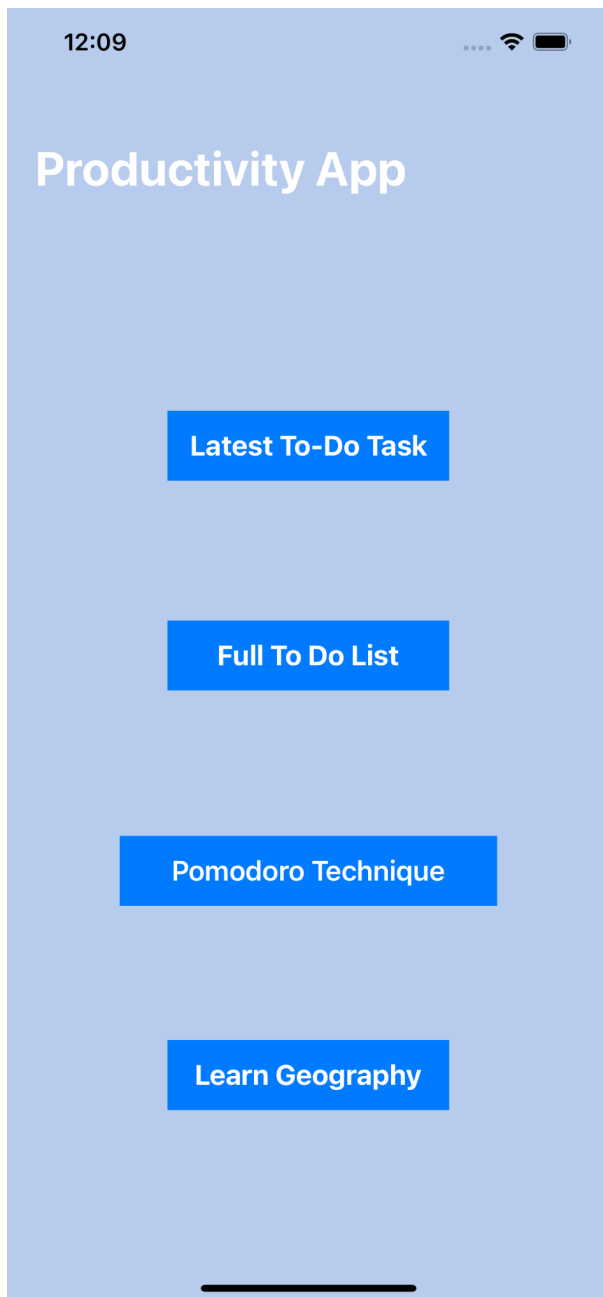 12:09
Productivity App
Latest To-Do Task
Full To Do List
Pomodoro Technique
Learn Geography